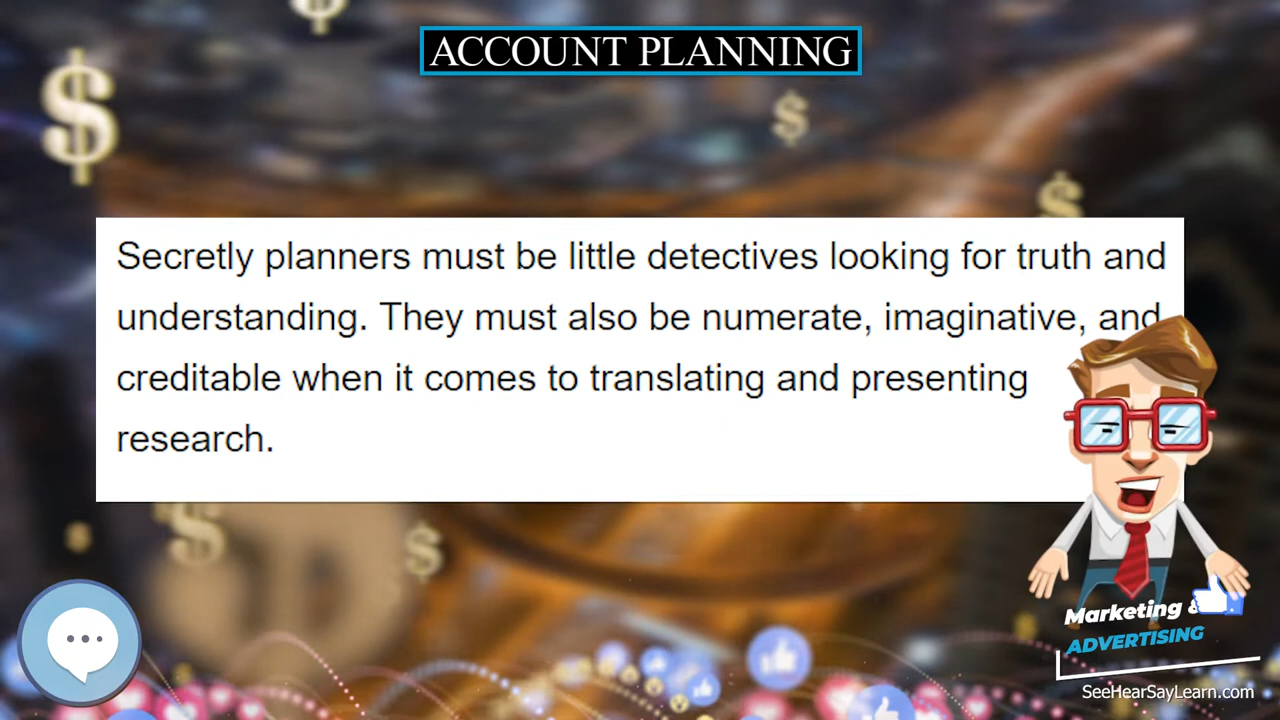 ACCOUNT PLANNING
Secretly planners must be little detectives looking for truth and
understanding. They must also be numerate, imaginative, and
creditable when it comes to translating and presenting
research.
Marketing &
ADVERTISING
SeeHearSayLearn.com